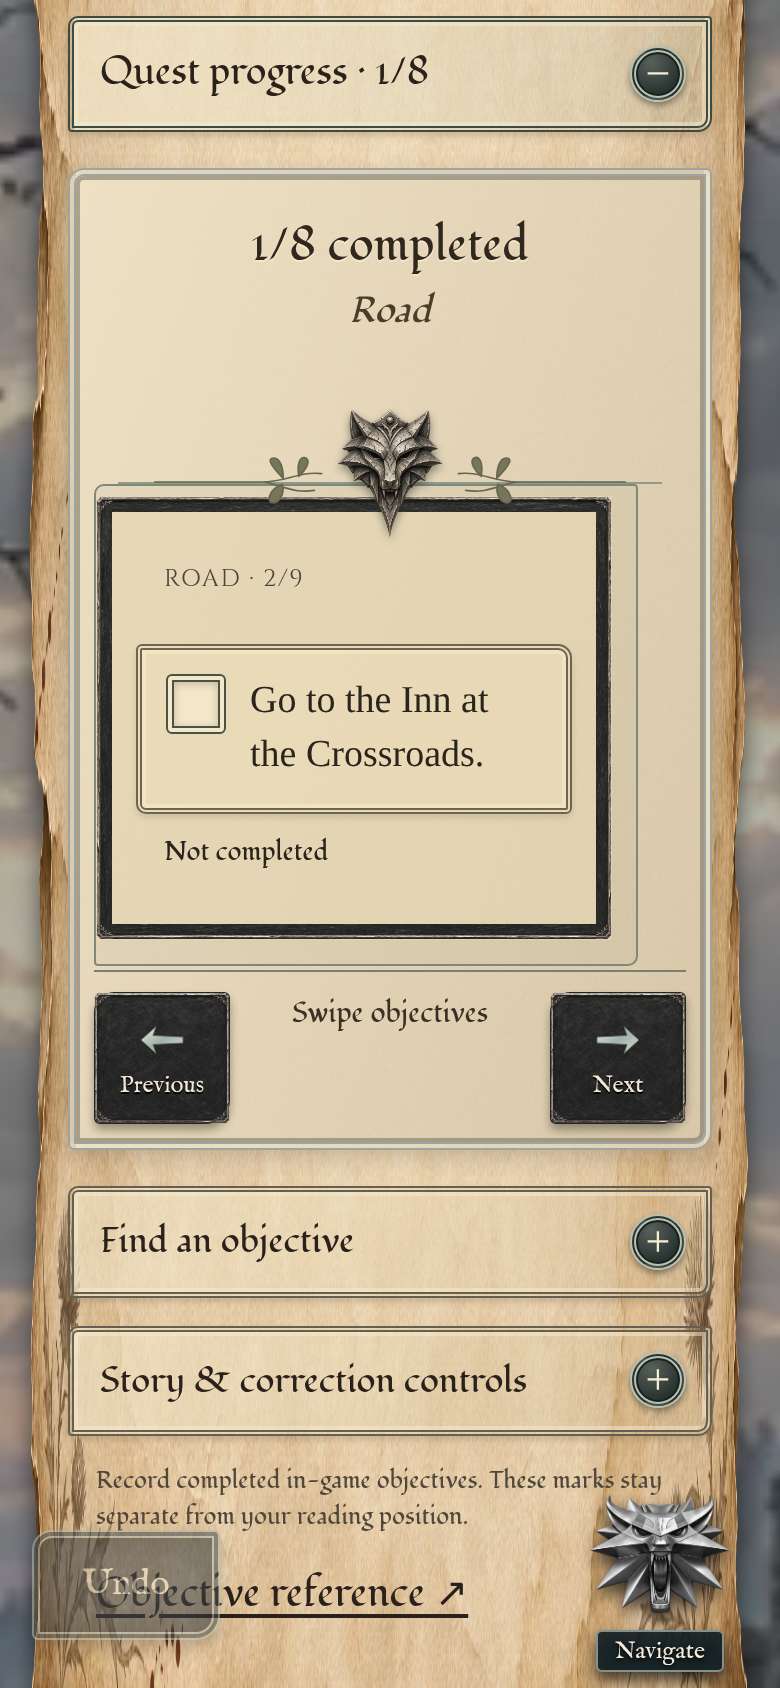 Quest progress · 1/8
1/8 completed
Road
ROAD · 2/9
Go to the Inn at
the Crossroads.
Not completed
Swipe objectives
Previous
Next
Find an objective
Story & correction controls
Record completed in-game objectives. These marks stay
separate from your reading position.
Undo
Objective reference ↗
Navigate